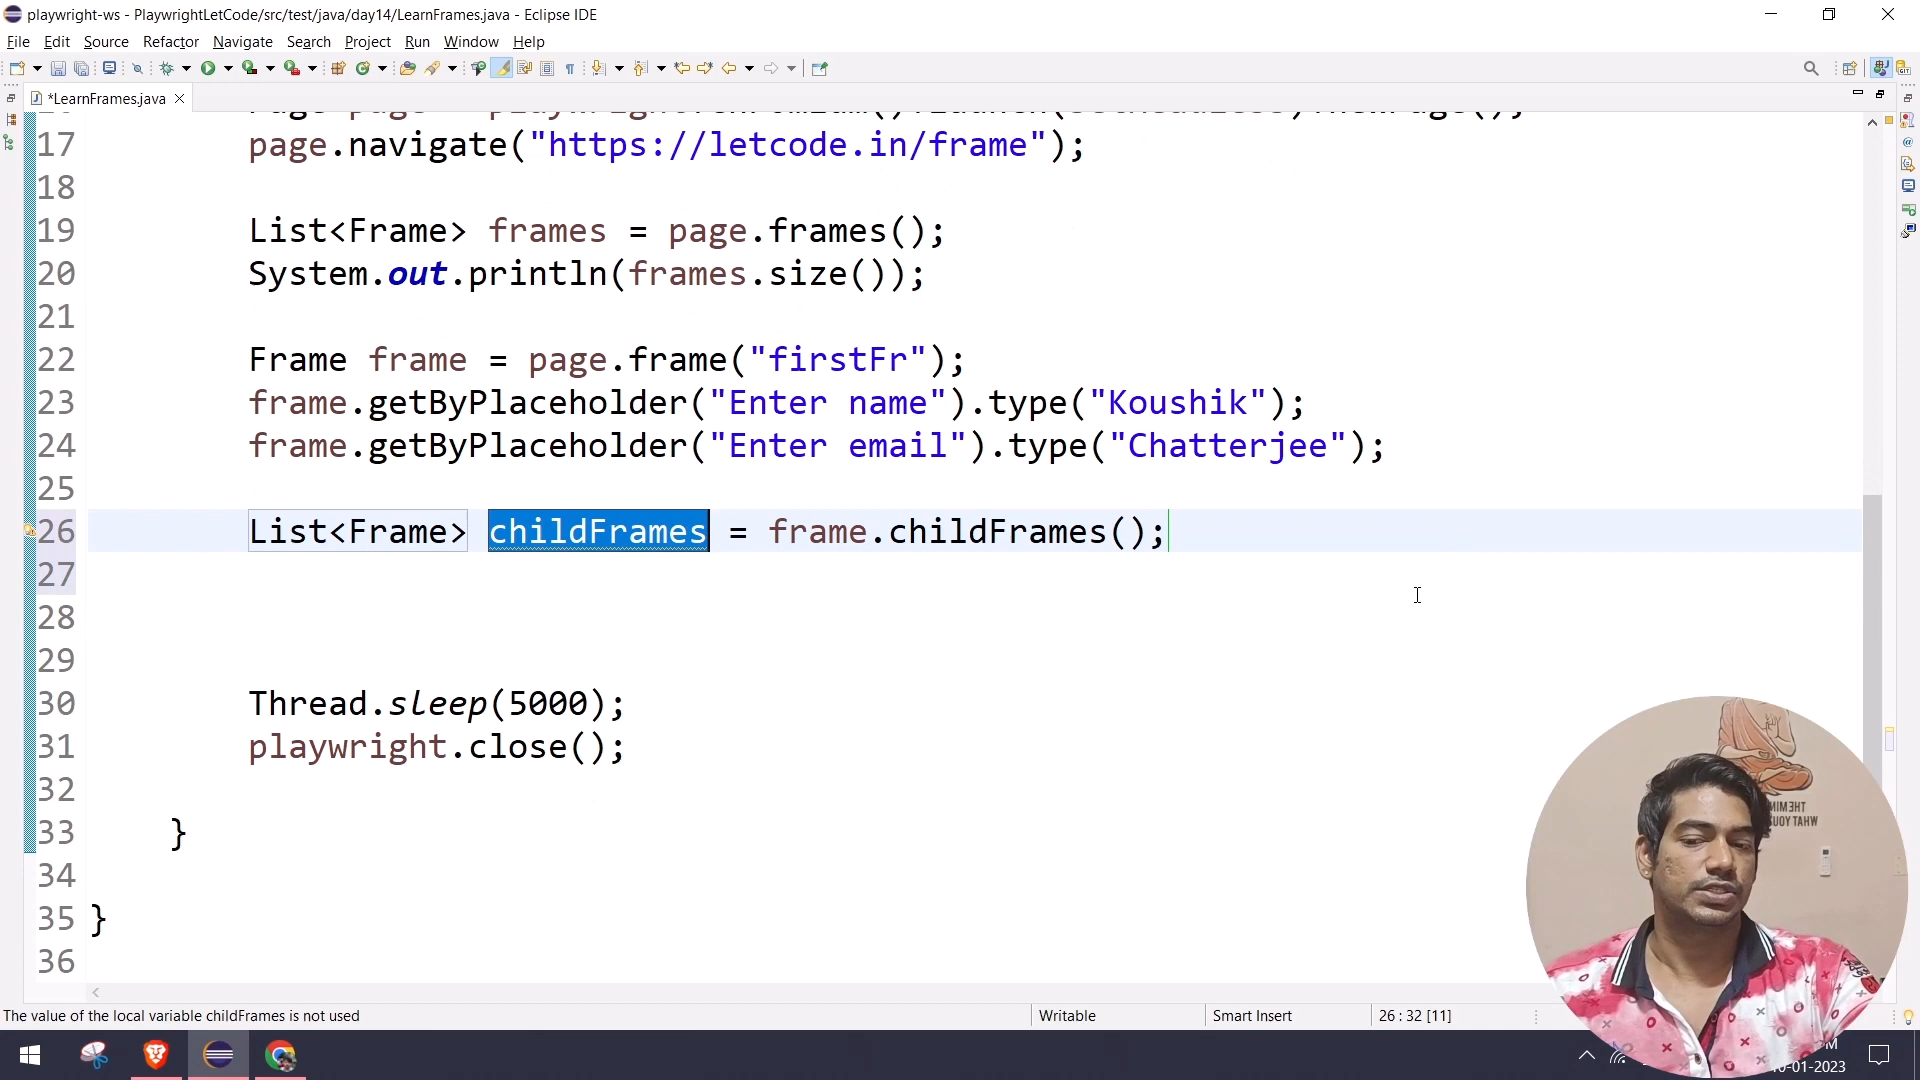 playwright-ws - PlaywrightLetCode/src/test/java/day14/LearnFrames.java - Eclipse IDE
File Edit Source Refactor Navigate Search Project Run Window Help
*LearnFrames.java
17 page.navigate("https://letcode.in/frame");
18
19 List<Frame> frames = page.frames();
20 System.out.println(frames.size());
21
22 Frame frame = page.frame("firstFr");
23 frame.getByPlaceholder("Enter name").type("Koushik");
24 frame.getByPlaceholder("Enter email").type("Chatterjee");
25
26 List<Frame> childFrames = frame.childFrames();
27
28
29
30 Thread.sleep(5000);
31 playwright.close();
32
33 }
34
35 }
36
The value of the local variable childFrames is not used Writable Smart Insert 26 : 32 [11]